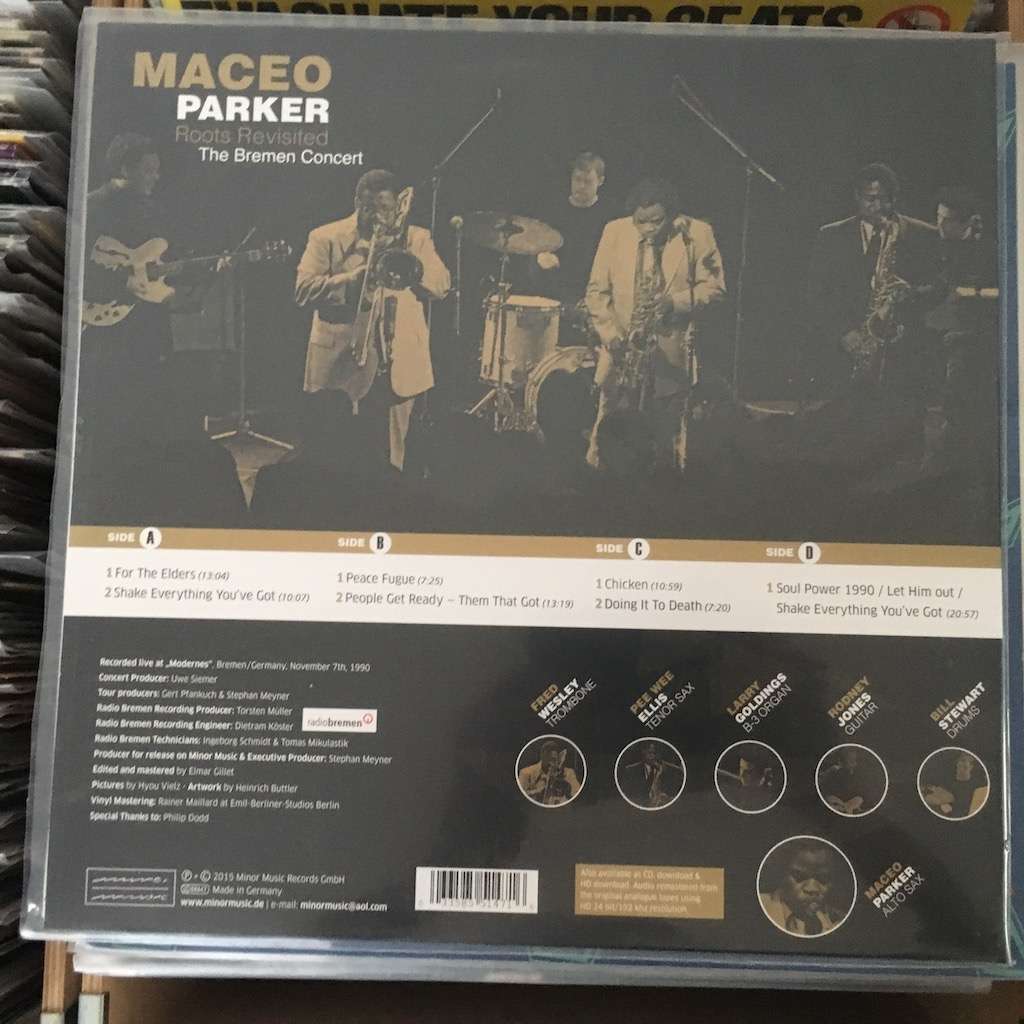 EVACUATE YOUR SEATS
MACEO
PARKER
Roots Revisited
The Bremen Concert
SIDE A
1 For The Elders (13:04)
2 Shake Everything You've Got (10:07)
SIDE B
1 Peace Fugue (7:25)
2 People Get Ready – Them That Got (13:19)
SIDE C
1 Chicken (10:59)
2 Doing It To Death (7:20)
SIDE D
1 Soul Power 1990 / Let Him out /
Shake Everything You've Got (20:57)
Recorded live at „Modernes“, Bremen/Germany, November 7th, 1990
Concert Producer: Uwe Siemer
Tour producers: Gert Pfankuch & Stephan Meyner
Radio Bremen Recording Producer: Torsten Müller
Radio Bremen Recording Engineer: Dietram Köster
Radio Bremen Technicians: Ingeborg Schmidt & Tomas Mikulastik
Producer for release on Minor Music & Executive Producer: Stephan Meyner
Edited and mastered by Elmar Gillet
Pictures by Hyou Vielz · Artwork by Heinrich Buttler
Vinyl Mastering: Rainer Maillard at Emil-Berliner-Studios Berlin
Special Thanks to: Philip Dodd
radiobremen
FRED
WESLEY
TROMBONE
PEE WEE
ELLIS
TENOR SAX
LARRY
GOLDINGS
B-3 ORGAN
RODNEY
JONES
GUITAR
BILL
STEWART
DRUMS
MACEO
PARKER
ALTO SAX
℗ + © 2015 Minor Music Records GmbH
Made in Germany
www.minormusic.de | e-mail: minormusic@aol.com
Also available as CD, download &
HD download. Audio remastered from
the original analogue tapes using
HD 24 bit/192 khz resolution.